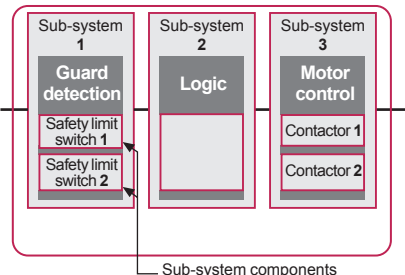 Sub-system
1
Guard
detection
Safety limit
switch 1
Safety limit
switch 2
Sub-system
2
Logic
Sub-system
3
Motor
control
Contactor 1
Contactor 2
Sub-system components